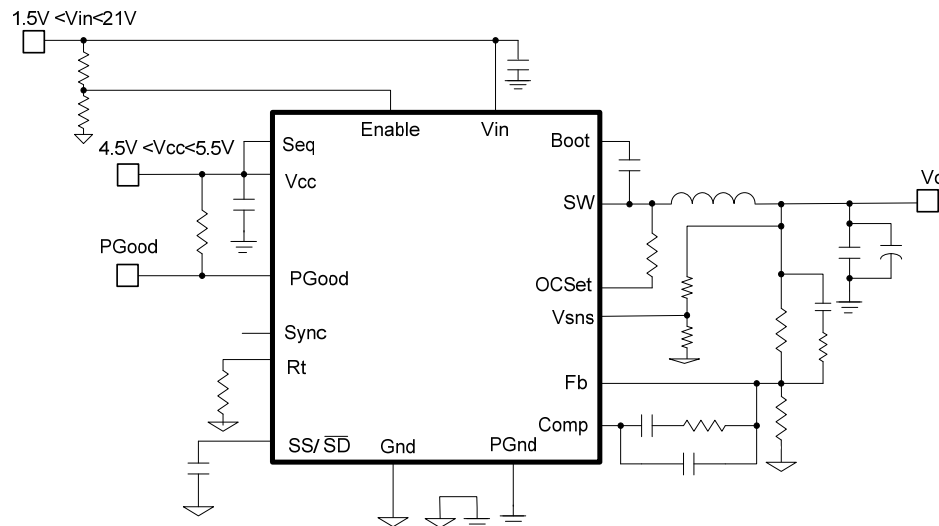 1.5V <Vin<21V
Enable
Vin
Boot
Seq
4.5V <Vcc<5.5V
Vcc
SW
PGood
PGood
OCSet
Vsns
Sync
Rt
Fb
Comp
SS/ SD
Gnd
PGnd